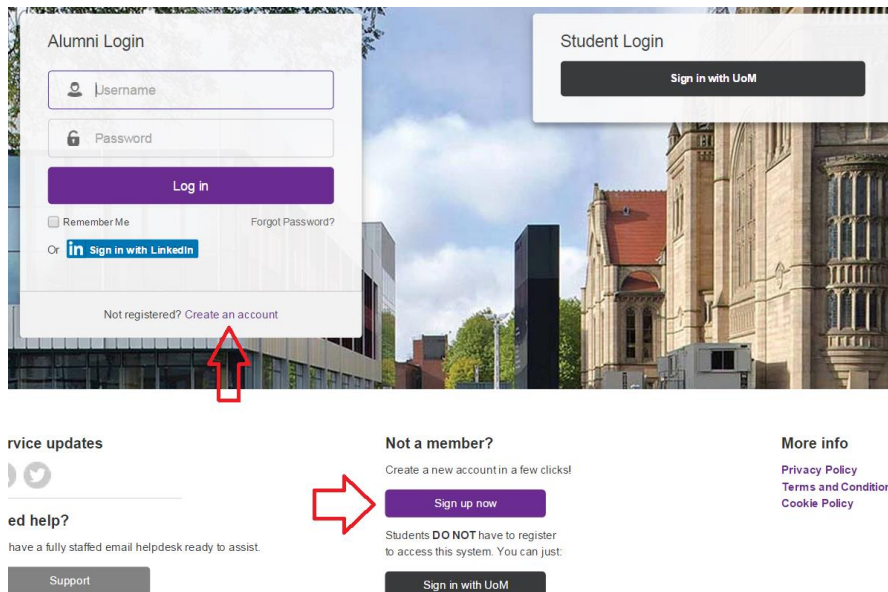 Alumni Login
Username
Password
Log in
Remember Me
Forgot Password?
Or in Sign in with LinkedIn
Not registered? Create an account
Student Login
Sign in with UoM
rvice updates
ed help?
have a fully staffed email helpdesk ready to assist.
Support
Not a member?
Create a new account in a few clicks!
Sign up now
Students DO NOT have to register
to access this system. You can just:
Sign in with UoM
More info
Privacy Policy
Terms and Condition
Cookie Policy